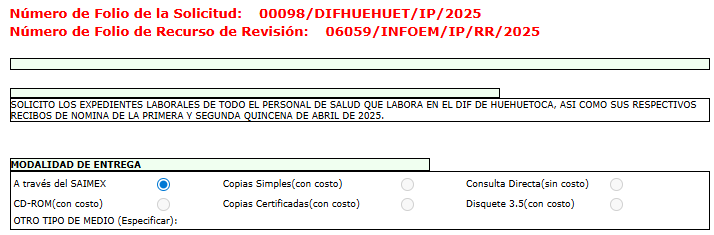 Número de Folio de la Solicitud: 00098/DIFHUEHUET/IP/2025
Número de Folio de Recurso de Revisión: 06059/INFOEM/IP/RR/2025
SOLICITO LOS EXPEDIENTES LABORALES DE TODO EL PERSONAL DE SALUD QUE LABORA EN EL DIF DE HUEHUETOCA, ASI COMO SUS RESPECTIVOS
RECIBOS DE NOMINA DE LA PRIMERA Y SEGUNDA QUINCENA DE ABRIL DE 2025.
MODALIDAD DE ENTREGA
A través del SAIMEX Copias Simples(con costo) Consulta Directa(sin costo)
CD-ROM(con costo) Copias Certificadas(con costo) Disquete 3.5(con costo)
OTRO TIPO DE MEDIO (Especificar):